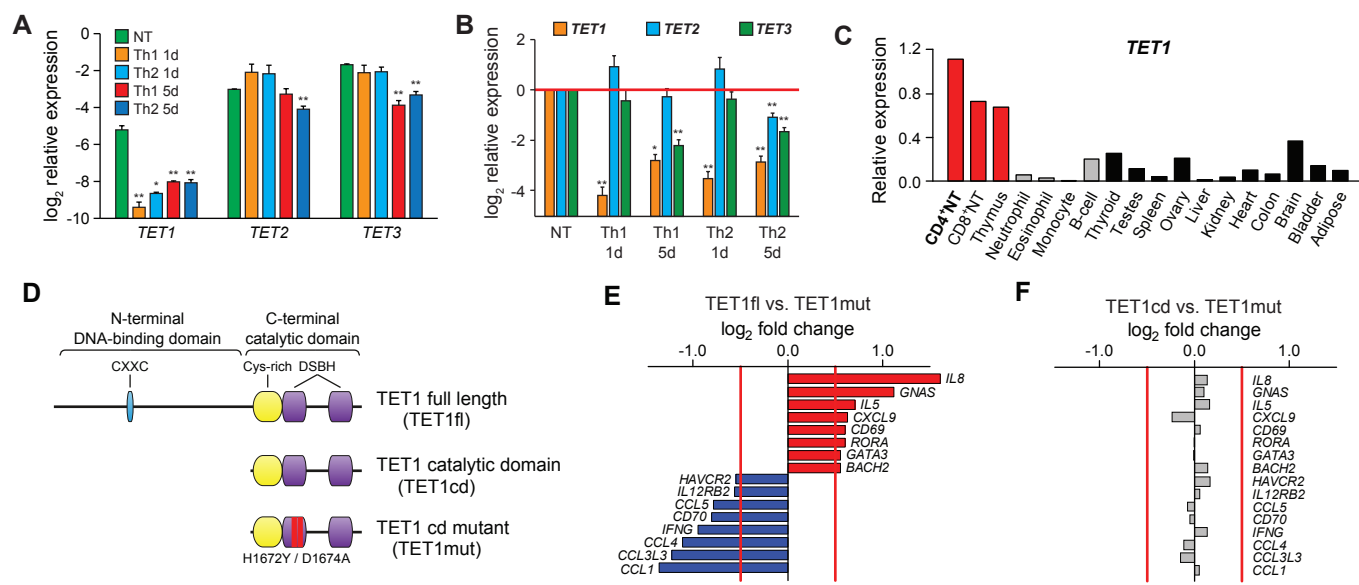 A
log₂ relative expression
0
-2
-4
-6
-8
-10
NT
Th1 1d
Th2 1d
Th1 5d
Th2 5d
** * ** **
**
** **
TET1 TET2 TET3
B
TET1 TET2 TET3
log₂ relative expression
2
0
-2
-4
**
* **
**
** ** **
NT Th1 Th1 Th2 Th2
1d 5d 1d 5d
C
TET1
Relative expression
1.2
0.8
0.4
0.0
CD4⁺NT
CD8⁺NT
Thymus
Neutrophil
Eosinophil
Monocyte
B-cell
Thyroid
Testes
Spleen
Ovary
Liver
Kidney
Heart
Colon
Brain
Bladder
Adipose
D
N-terminal
DNA-binding domain
C-terminal
catalytic domain
CXXC
Cys-rich DSBH
TET1 full length
(TET1fl)
TET1 catalytic domain
(TET1cd)
TET1 cd mutant
(TET1mut)
H1672Y / D1674A
E
TET1fl vs. TET1mut
log₂ fold change
-1.0 0.0 1.0
IL8
GNAS
IL5
CXCL9
CD69
RORA
GATA3
BACH2
HAVCR2
IL12RB2
CCL5
CD70
IFNG
CCL4
CCL3L3
CCL1
F
TET1cd vs. TET1mut
log₂ fold change
-1.0 0.0 1.0
IL8
GNAS
IL5
CXCL9
CD69
RORA
GATA3
BACH2
HAVCR2
IL12RB2
CCL5
CD70
IFNG
CCL4
CCL3L3
CCL1